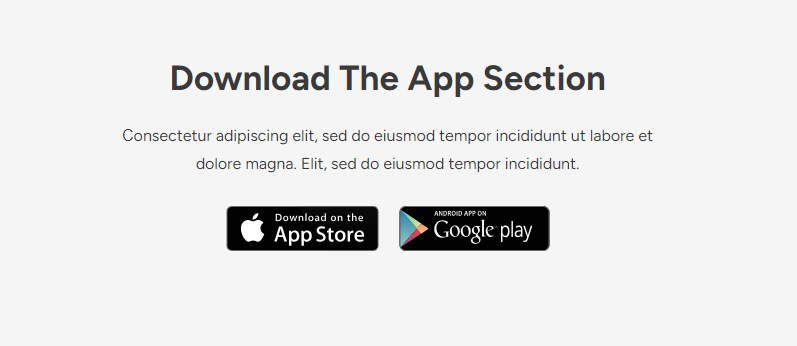 Download The App Section
Consectetur adipiscing elit, sed do eiusmod tempor incididunt ut labore et
dolore magna. Elit, sed do eiusmod tempor incididunt.
Download on the
App Store
ANDROID APP ON
Google play